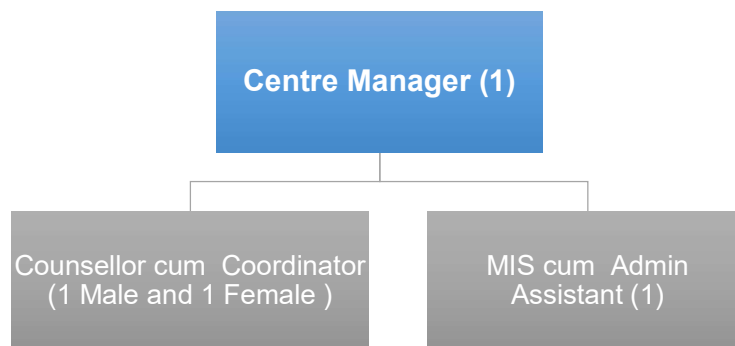 Centre Manager (1)
Counsellor cum Coordinator
(1 Male and 1 Female )
MIS cum Admin
Assistant (1)